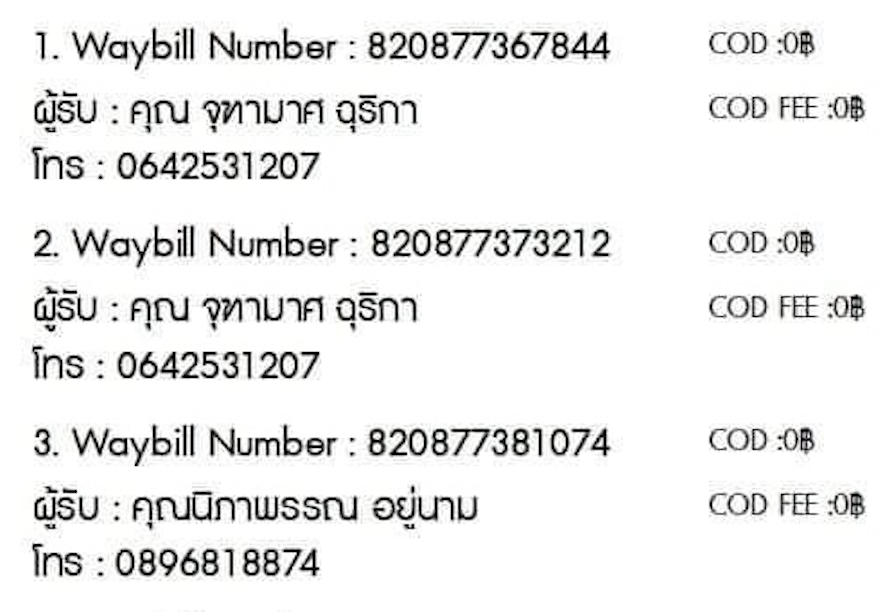 1. Waybill Number : 820877367844 COD :0฿
ผู้รับ : คุณ จุฑามาศ ฉุริกา COD FEE :0฿
โทร : 0642531207
2. Waybill Number : 820877373212 COD :0฿
ผู้รับ : คุณ จุฑามาศ ฉุริกา COD FEE :0฿
โทร : 0642531207
3. Waybill Number : 820877381074 COD :0฿
ผู้รับ : คุณนิภาพรรณ อยู่นาม COD FEE :0฿
โทร : 0896818874